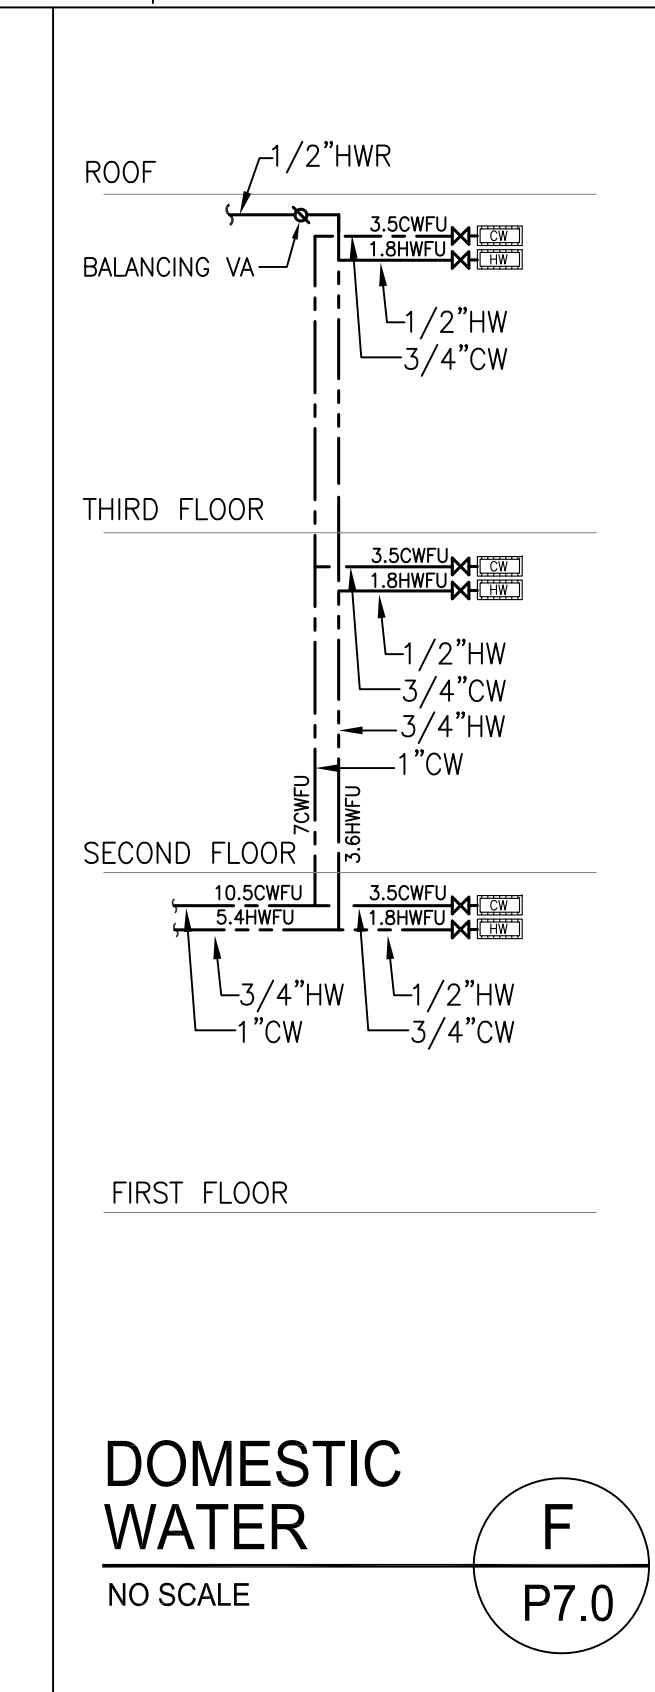 1/2"HWR
ROOF
3.5CWFU
CW
1.8HWFU
HW
BALANCING VA
1/2"HW
3/4"CW
THIRD FLOOR
3.5CWFU
CW
1.8HWFU
HW
1/2"HW
3/4"CW
3/4"HW
1"CW
7CWFU
3.6HWFU
SECOND FLOOR
10.5CWFU
3.5CWFU
CW
5.4HWFU
1.8HWFU
HW
3/4"HW
1/2"HW
1"CW
3/4"CW
FIRST FLOOR
DOMESTIC
WATER
F
NO SCALE
P7.0